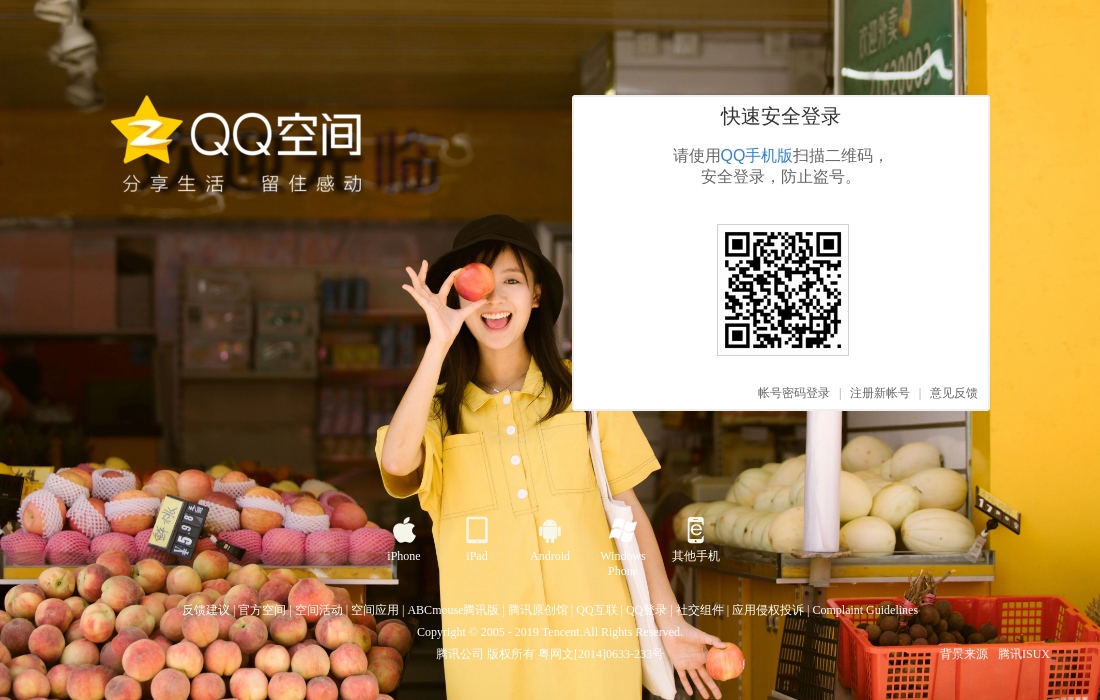 欢迎外卖
QQ空间
分享生活 留住感动
临
快速安全登录
请使用QQ手机版扫描二维码，
安全登录，防止盗号。
帐号密码登录 | 注册新帐号 | 意见反馈
iPhone
iPad
Android
Windows
Phone
其他手机
反馈建议 | 官方空间 | 空间活动 | 空间应用 | ABCmouse腾讯版 | 腾讯原创馆 | QQ互联 | QQ登录 | 社交组件 | 应用侵权投诉 | Complaint Guidelines
Copyright © 2005 - 2019 Tencent.All Rights Reserved.
腾讯公司 版权所有 粤网文[2014]0633-233号
背景来源 腾讯ISUX